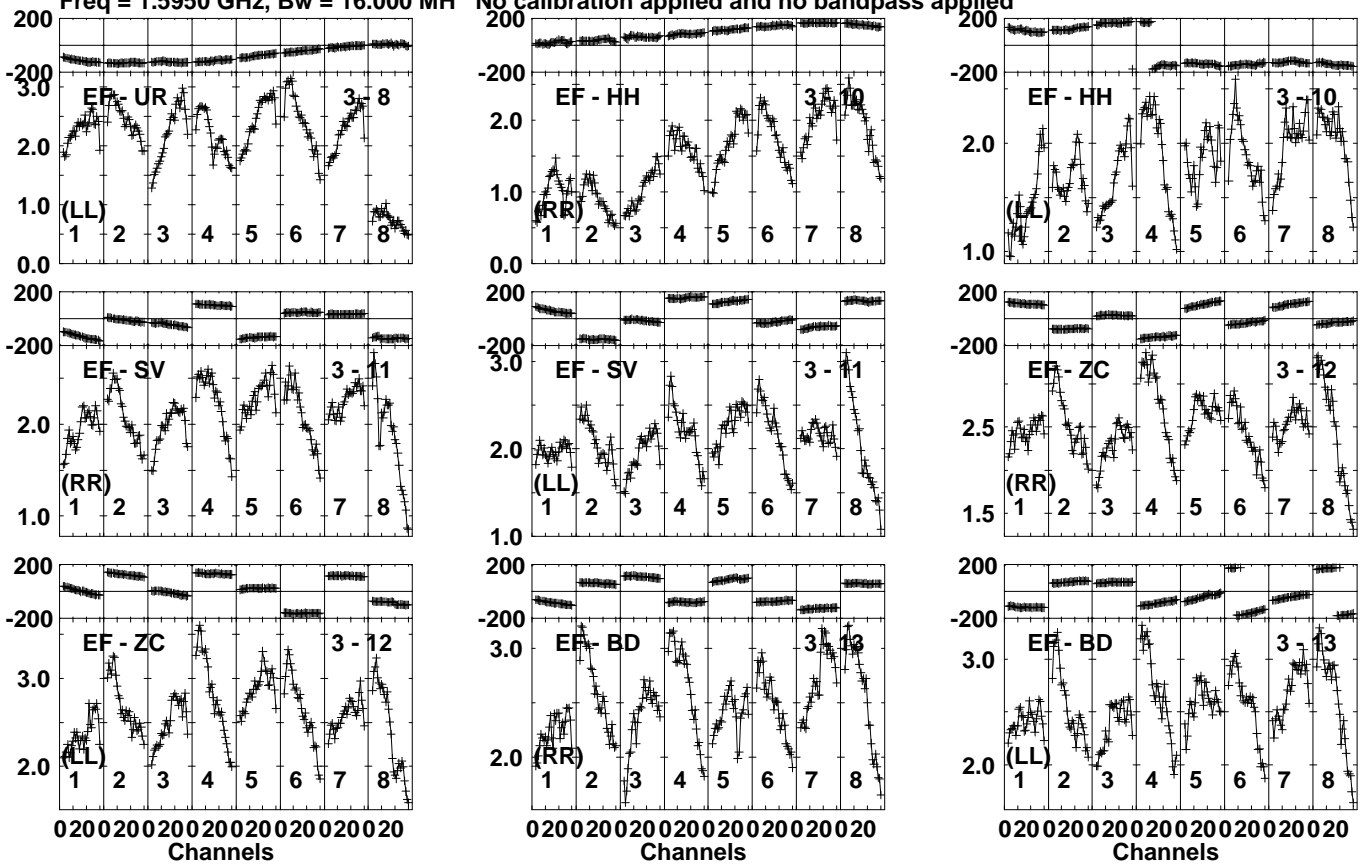 Freq = 1.5950 GHz, Bw = 16.000 MH No calibration applied and no bandpass applied
200 200
-200 -200 -200
3.0 EF - UR 3 - 8 EF - HH 3 - 10 EF - HH 3 - 10
2.0 2.0 2.0
1.0 1.0
(LL) (RR) (LL)
1 2 3 4 5 6 7 8 1 2 3 4 5 6 7 8 1 2 3 4 5 6 7 8
0.0 0.0 1.0
200 200 200
-200 -200 -200
EF - SV 3 - 11 3.0 EF - SV 3 - 11 EF - ZC 3 - 12
2.0 2.0 2.5
(RR) (LL) (RR)
1 2 3 4 5 6 7 8 1 2 3 4 5 6 7 8 1 2 3 4 5 6 7 8
1.0 1.0 1.5
200 200 200
-200 -200 -200
EF - ZC 3 - 12 EF - BD 3 - 13 EF - BD 3 - 13
3.0 3.0 3.0
2.0 2.0 2.0
(LL) (RR) (LL)
1 2 3 4 5 6 7 8 1 2 3 4 5 6 7 8 1 2 3 4 5 6 7 8
0 20 0 20 0 20 0 20 0 20 0 20 0 20 0 20 0 20 0 20 0 20 0 20 0 20 0 20 0 20 0 20 0 20 0 20 0 20 0 20 0 20 0 20 0 20 0 20
Channels Channels Channels